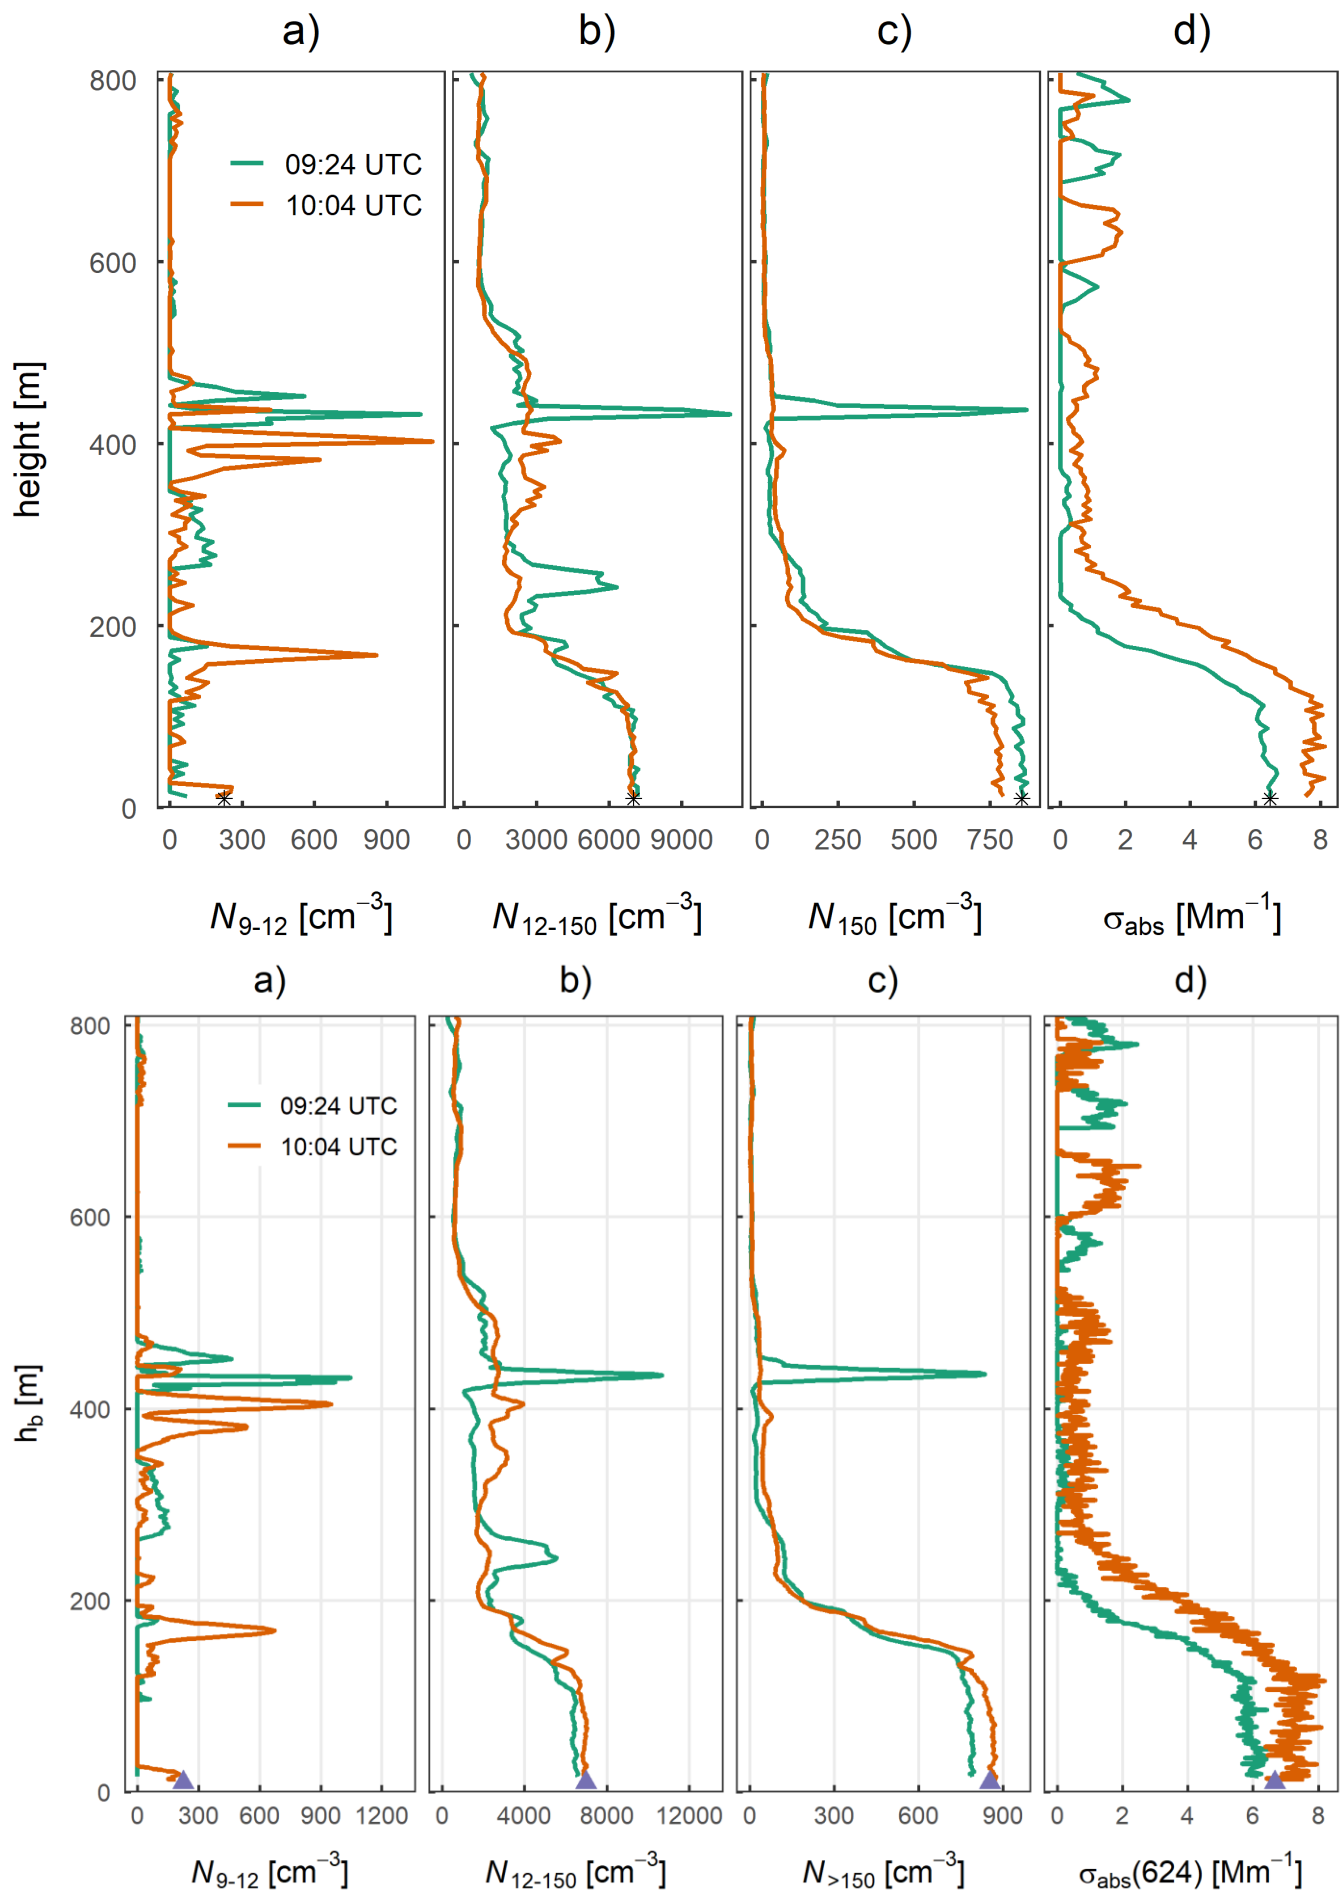 a) b) c) d)
800
600
400
200
0
height [m]
09:24 UTC
10:04 UTC
0 300 600 900 0 3000 6000 9000 0 250 500 750 0 2 4 6 8
N9-12 [cm−3] N12-150 [cm−3] N150 [cm−3] σabs [Mm−1]
a) b) c) d)
800
600
400
200
0
hb [m]
09:24 UTC
10:04 UTC
0 300 600 900 1200 0 4000 8000 12000 0 300 600 900 0 2 4 6 8
N9-12 [cm−3] N12-150 [cm−3] N>150 [cm−3] σabs(624) [Mm−1]